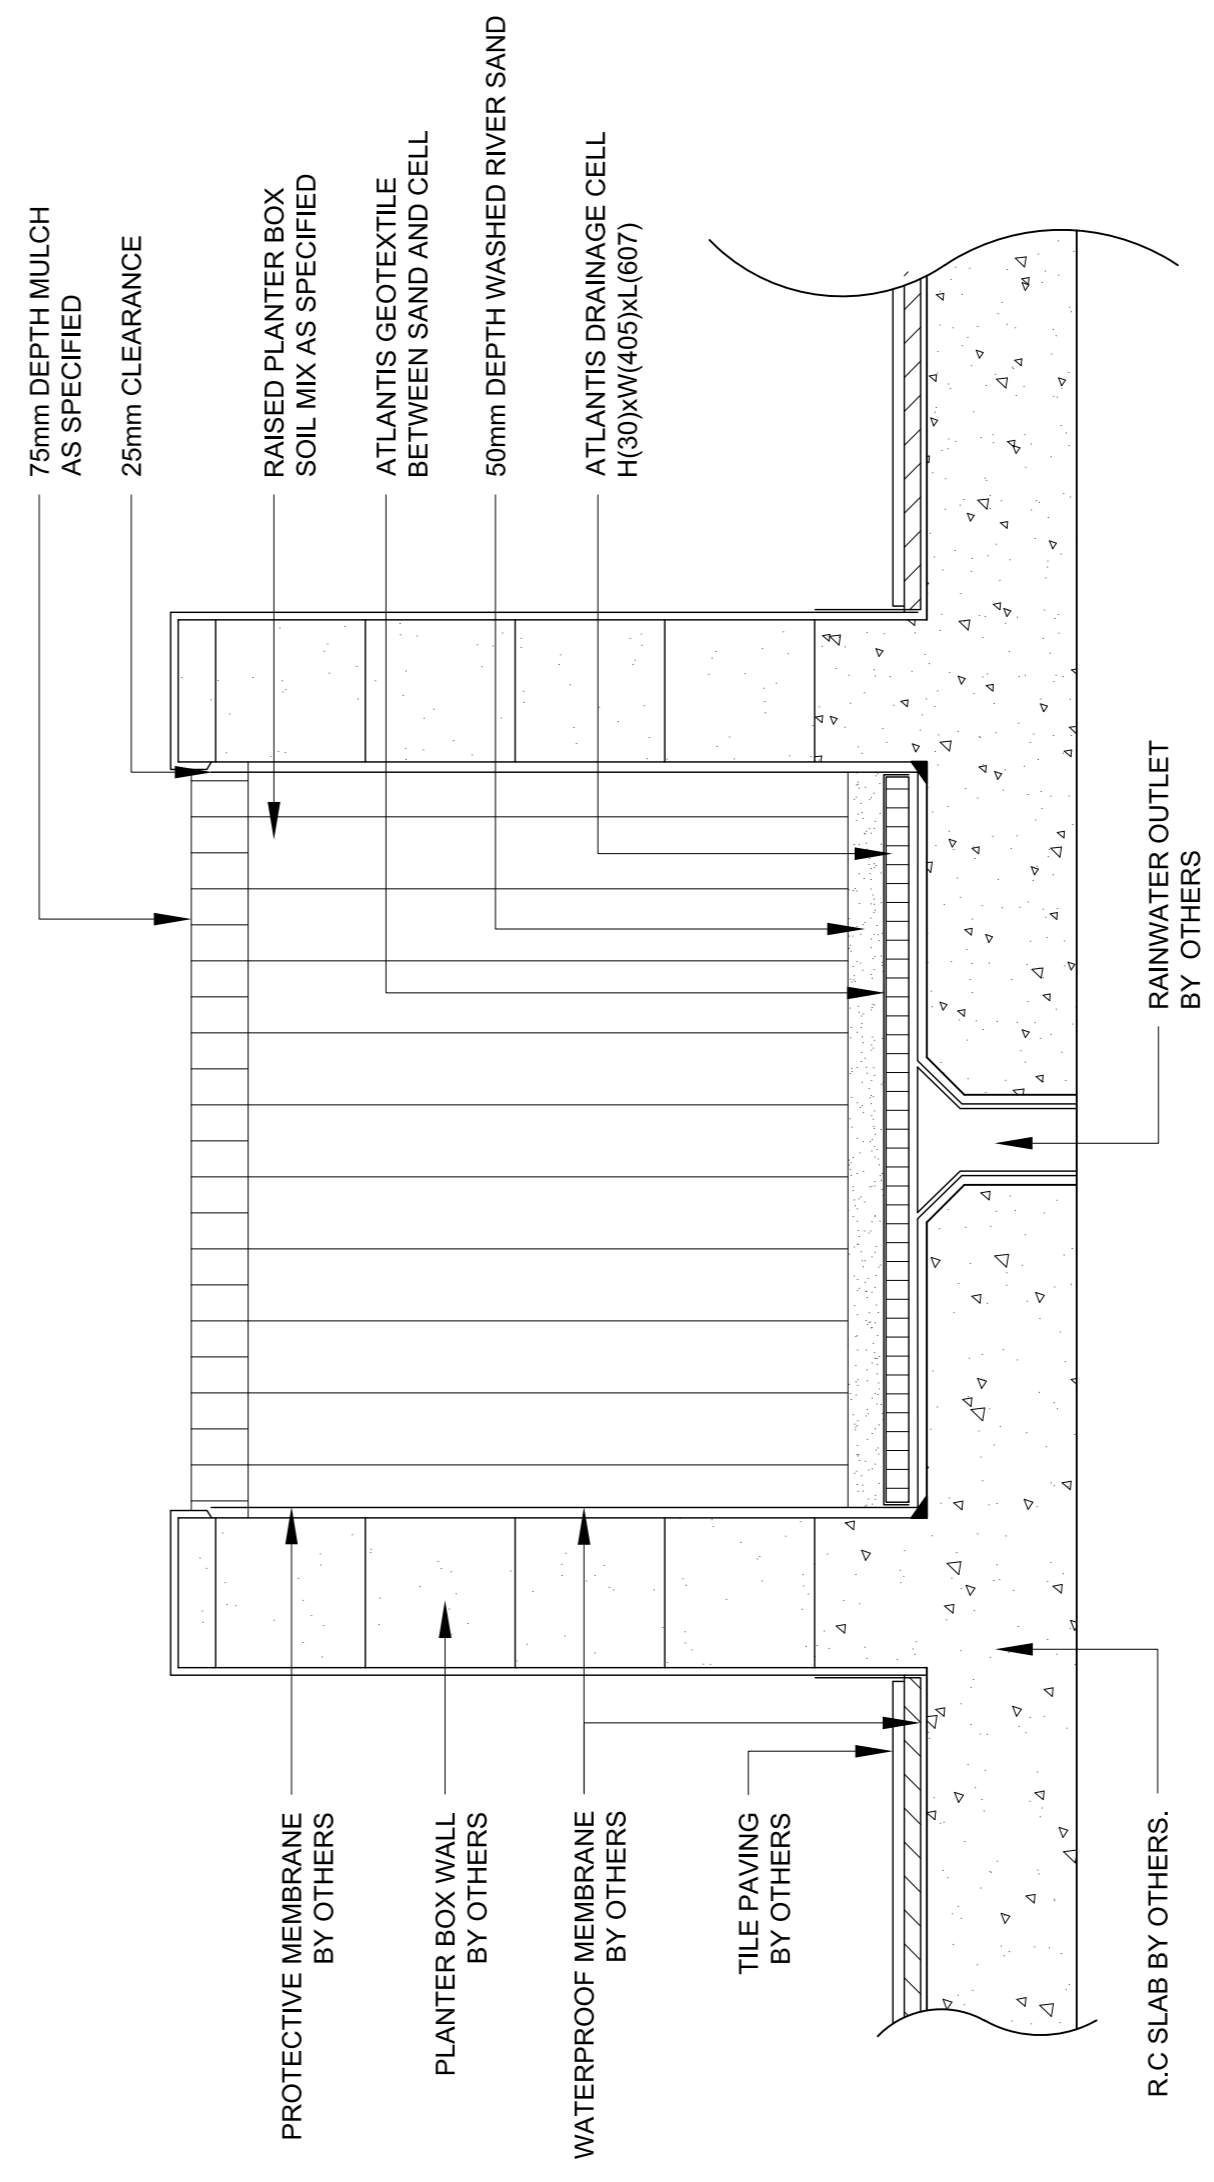 75mm DEPTH MULCH
AS SPECIFIED
25mm CLEARANCE
RAISED PLANTER BOX
SOIL MIX AS SPECIFIED
ATLANTIS GEOTEXTILE
BETWEEN SAND AND CELL
50mm DEPTH WASHED RIVER SAND
ATLANTIS DRAINAGE CELL
H(30)xW(405)xL(607)
RAINWATER OUTLET
BY OTHERS
PROTECTIVE MEMBRANE
BY OTHERS
PLANTER BOX WALL
BY OTHERS
WATERPROOF MEMBRANE
BY OTHERS
TILE PAVING
BY OTHERS
R.C SLAB BY OTHERS.